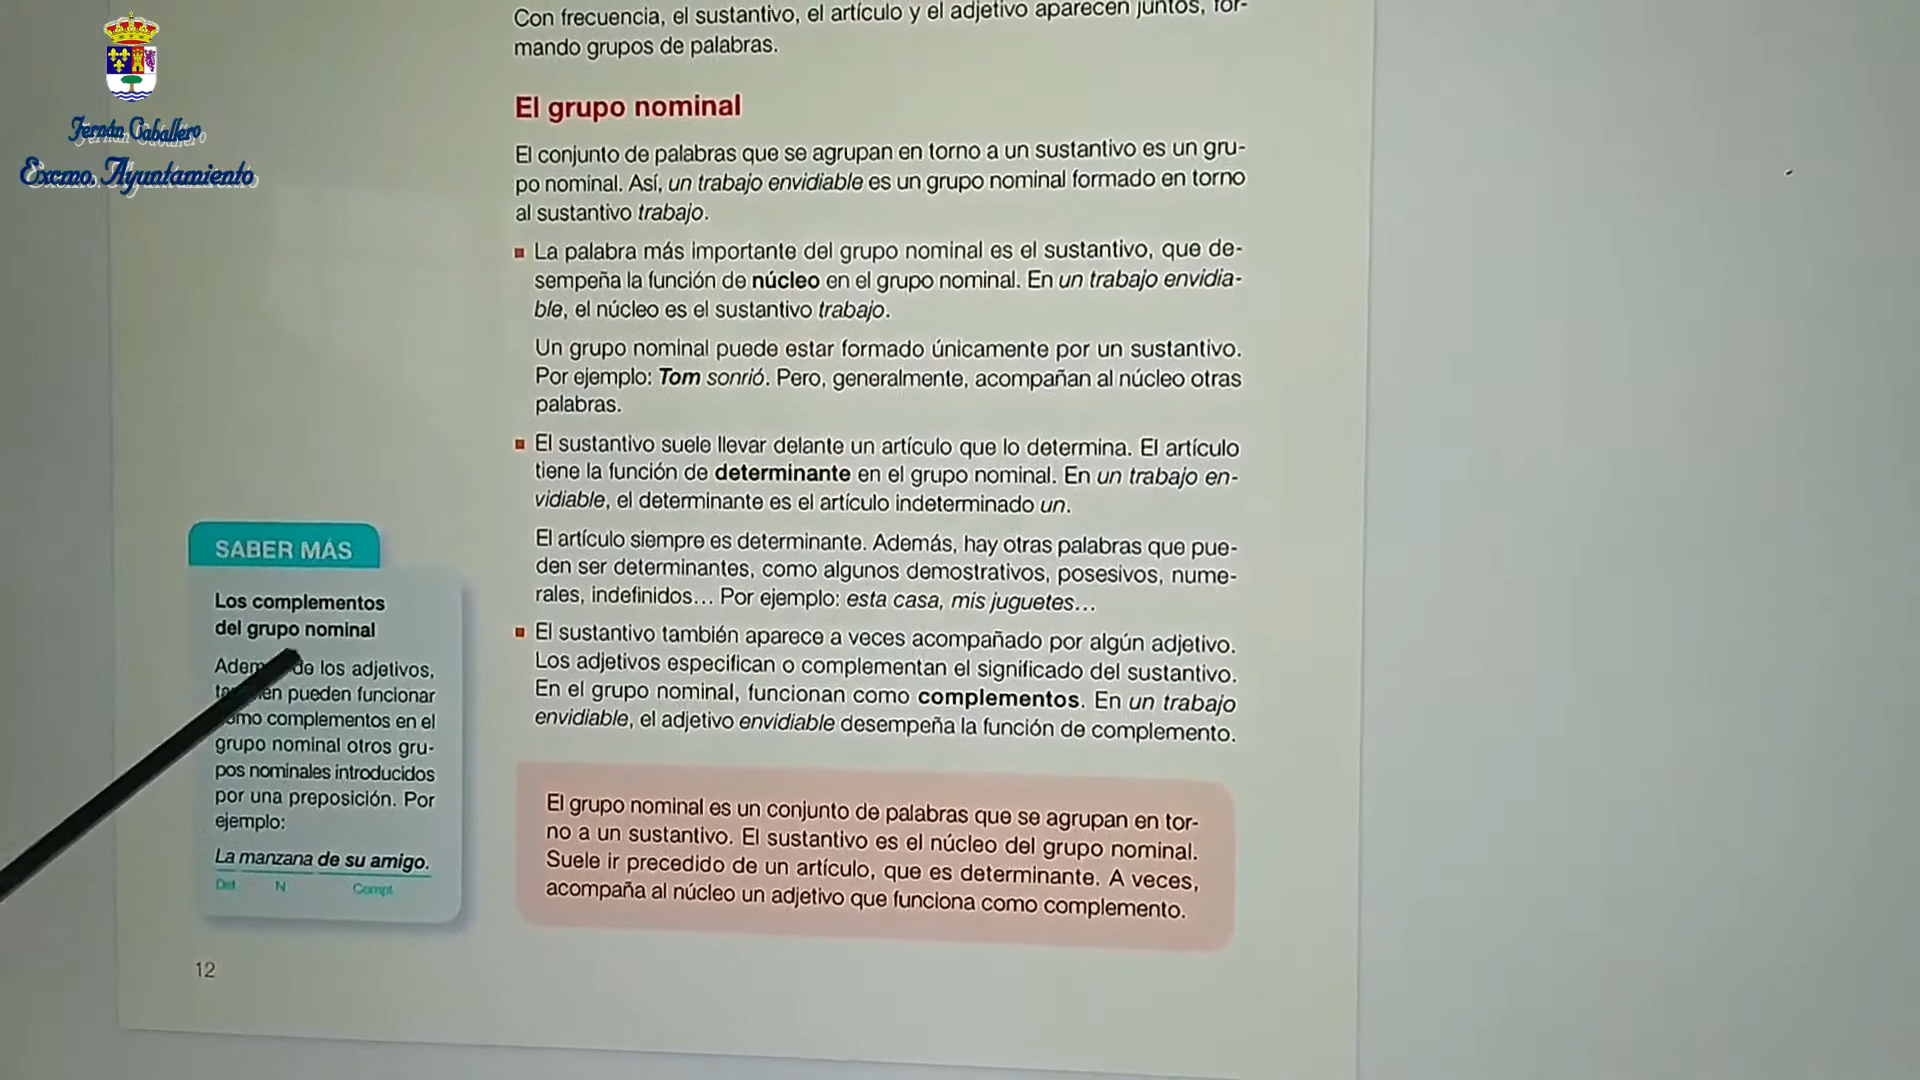 Fernán Caballero
Excmo. Ayuntamiento
Con frecuencia, el sustantivo, el artículo y el adjetivo aparecen juntos, for-
mando grupos de palabras.
El grupo nominal
El conjunto de palabras que se agrupan en torno a un sustantivo es un gru-
po nominal. Así, un trabajo envidiable es un grupo nominal formado en torno
al sustantivo trabajo.
La palabra más importante del grupo nominal es el sustantivo, que de-
sempeña la función de núcleo en el grupo nominal. En un trabajo envidia-
ble, el núcleo es el sustantivo trabajo.
Un grupo nominal puede estar formado únicamente por un sustantivo.
Por ejemplo: Tom sonrió. Pero, generalmente, acompañan al núcleo otras
palabras.
El sustantivo suele llevar delante un artículo que lo determina. El artículo
tiene la función de determinante en el grupo nominal. En un trabajo en-
vidiable, el determinante es el artículo indeterminado un.
El artículo siempre es determinante. Además, hay otras palabras que pue-
den ser determinantes, como algunos demostrativos, posesivos, nume-
rales, indefinidos... Por ejemplo: esta casa, mis juguetes...
El sustantivo también aparece a veces acompañado por algún adjetivo.
Los adjetivos especifican o complementan el significado del sustantivo.
En el grupo nominal, funcionan como complementos. En un trabajo
envidiable, el adjetivo envidiable desempeña la función de complemento.
El grupo nominal es un conjunto de palabras que se agrupan en tor-
no a un sustantivo. El sustantivo es el núcleo del grupo nominal.
Suele ir precedido de un artículo, que es determinante. A veces,
acompaña al núcleo un adjetivo que funciona como complemento.
SABER MÁS
Los complementos
del grupo nominal
de los adjetivos,
pueden funcionar
como complementos en el
grupo nominal otros gru-
pos nominales introducidos
por una preposición. Por
ejemplo:
La manzana de su amigo.
Det. N Compl.
12